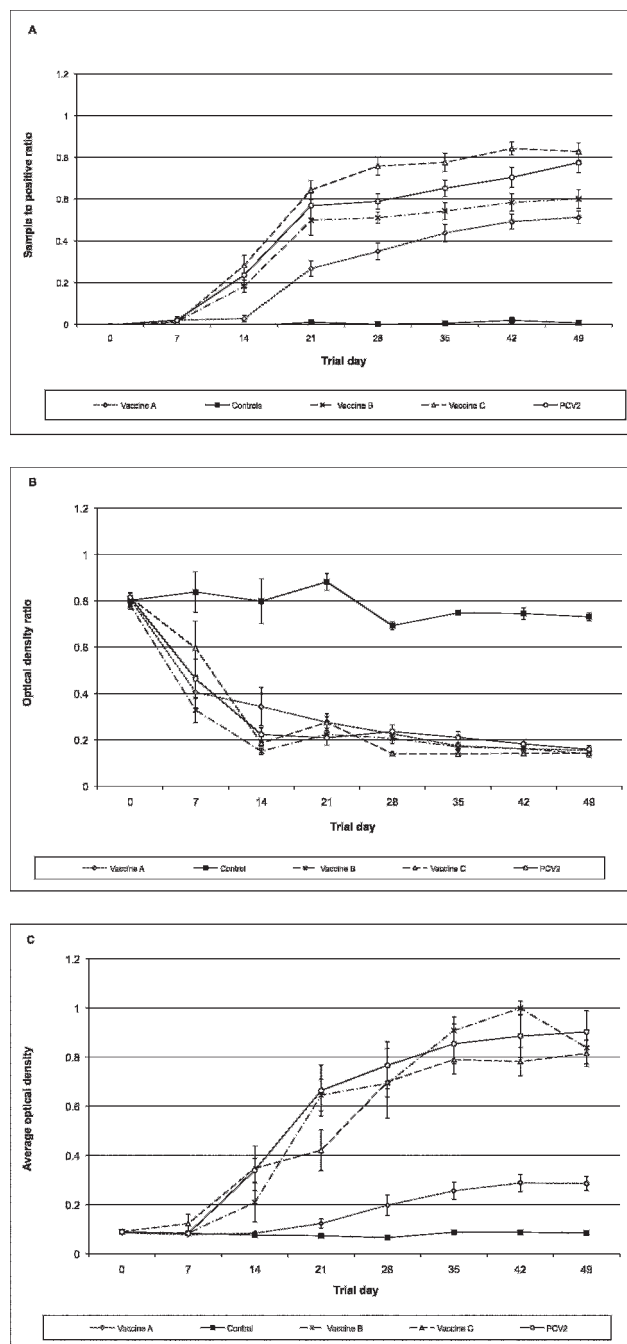 A
1.2
1
0.8
0.6
0.4
0.2
0
Sample to positive ratio
0 7 14 21 28 35 42 49
Trial day
Vaccine A Controls Vaccine B Vaccine C PCV2
B
1.2
1
0.8
0.6
0.4
0.2
0
Optical density ratio
0 7 14 21 28 35 42 49
Trial day
Vaccine A Control Vaccine B Vaccine C PCV2
C
1.2
1
0.8
0.6
0.4
0.2
0
Average optical density
0 7 14 21 28 35 42 49
Trial day
Vaccine A Control Vaccine B Vaccine C PCV2